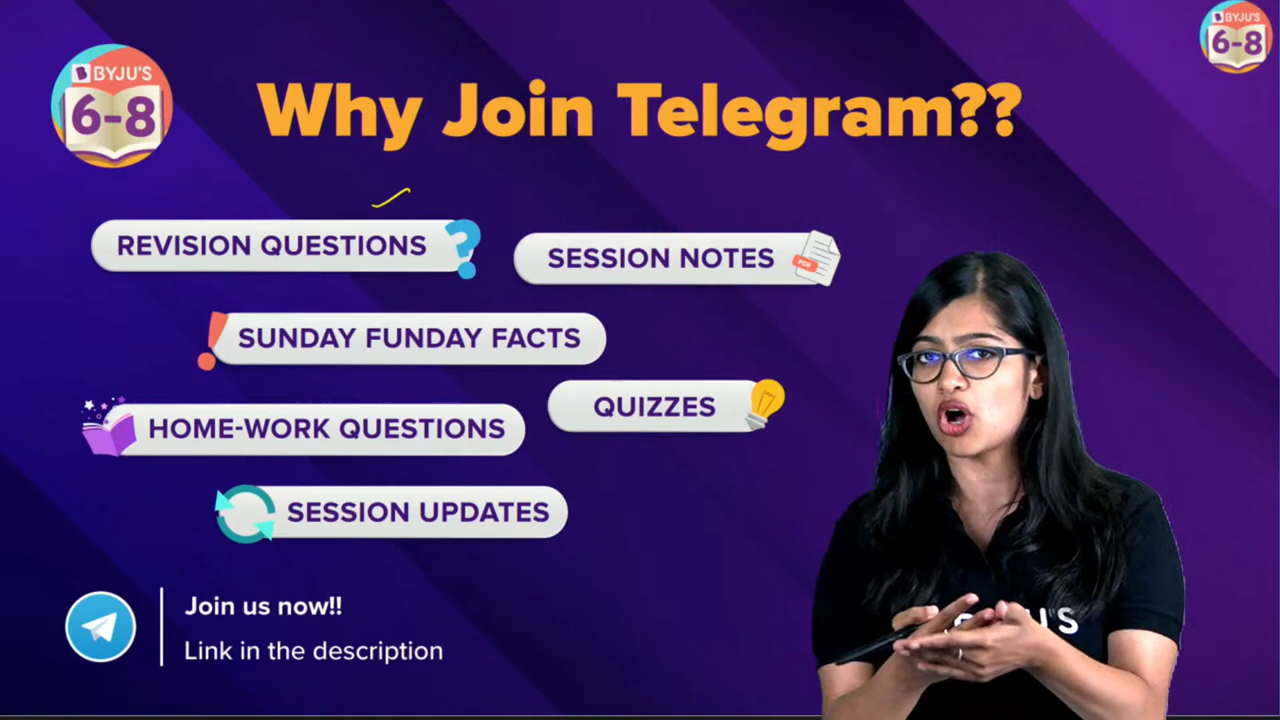 BYJU'S
6-8
BYJU'S
6-8
Why Join Telegram??
REVISION QUESTIONS
SESSION NOTES
PDF
SUNDAY FUNDAY FACTS
QUIZZES
HOME-WORK QUESTIONS
SESSION UPDATES
Join us now!!
Link in the description
U'S